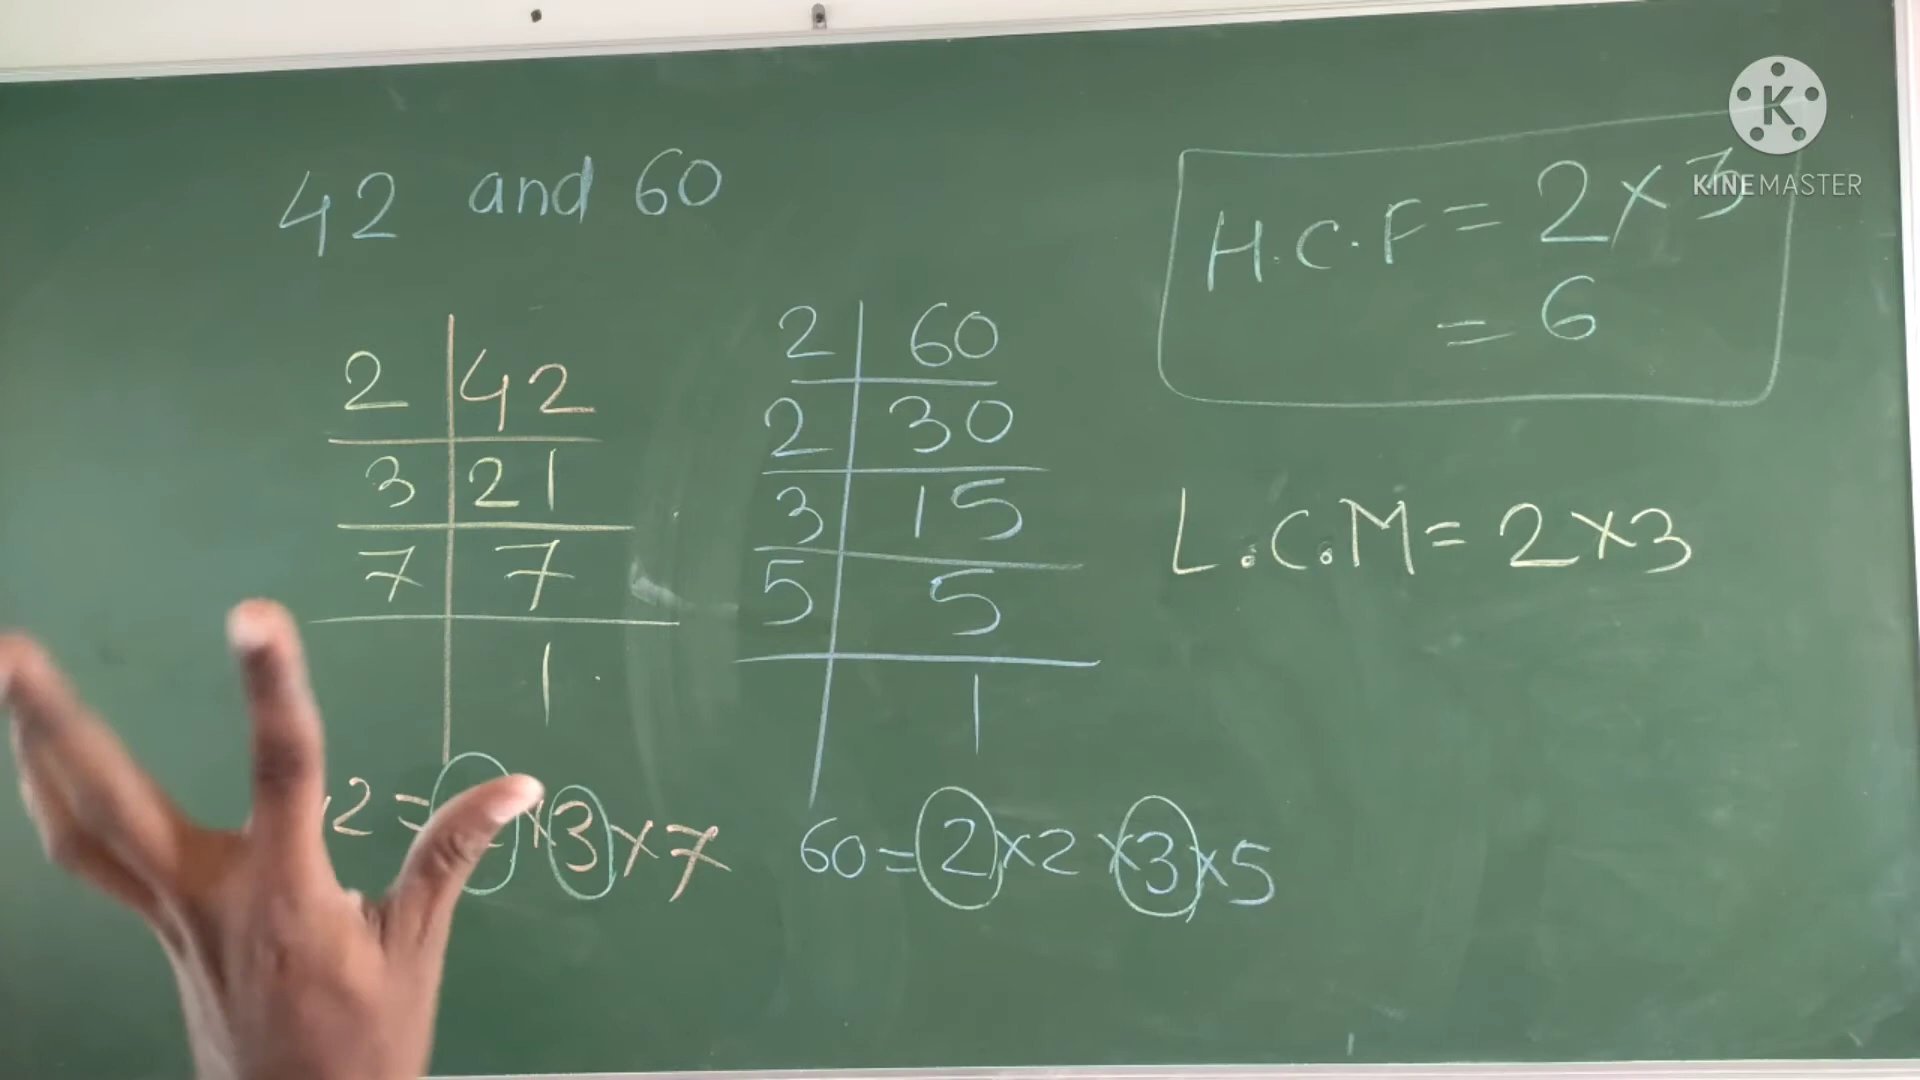 42 and 60
2 42
3 21
7 7
1
2 = × 3 × 7
2 60
2 30
3 15
5 5
1
60 = 2 × 2 × 3 × 5
H.C.F = 2 × 3
= 6
L.C.M = 2 × 3
K
KINEMASTER